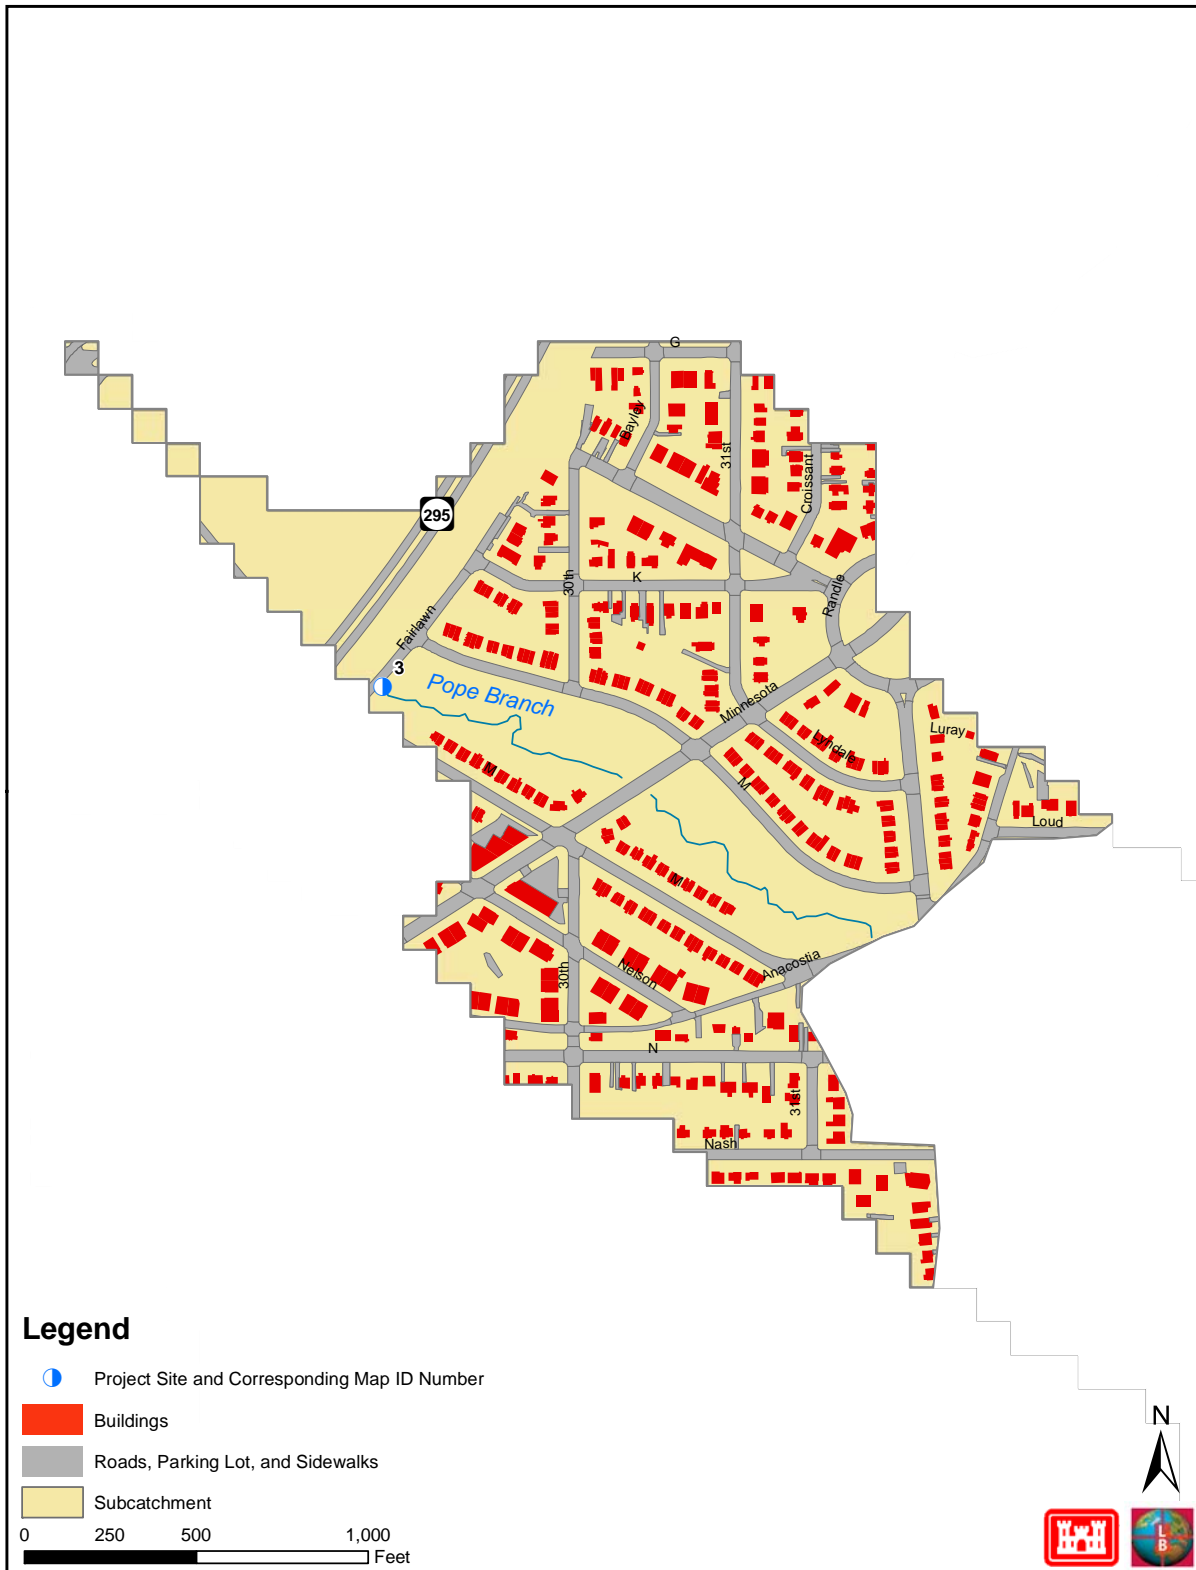 G
Bayley
31st
Croissant
295
30th
K
Randle
Fairlawn
3
Pope Branch
Minnesota
Luray
Lyndale
M
M
Loud
M
Anacostia
Nelson
30th
N
31st
Nash
Legend
Project Site and Corresponding Map ID Number
Buildings
Roads, Parking Lot, and Sidewalks
Subcatchment
0 250 500 1,000
Feet
N
L
B